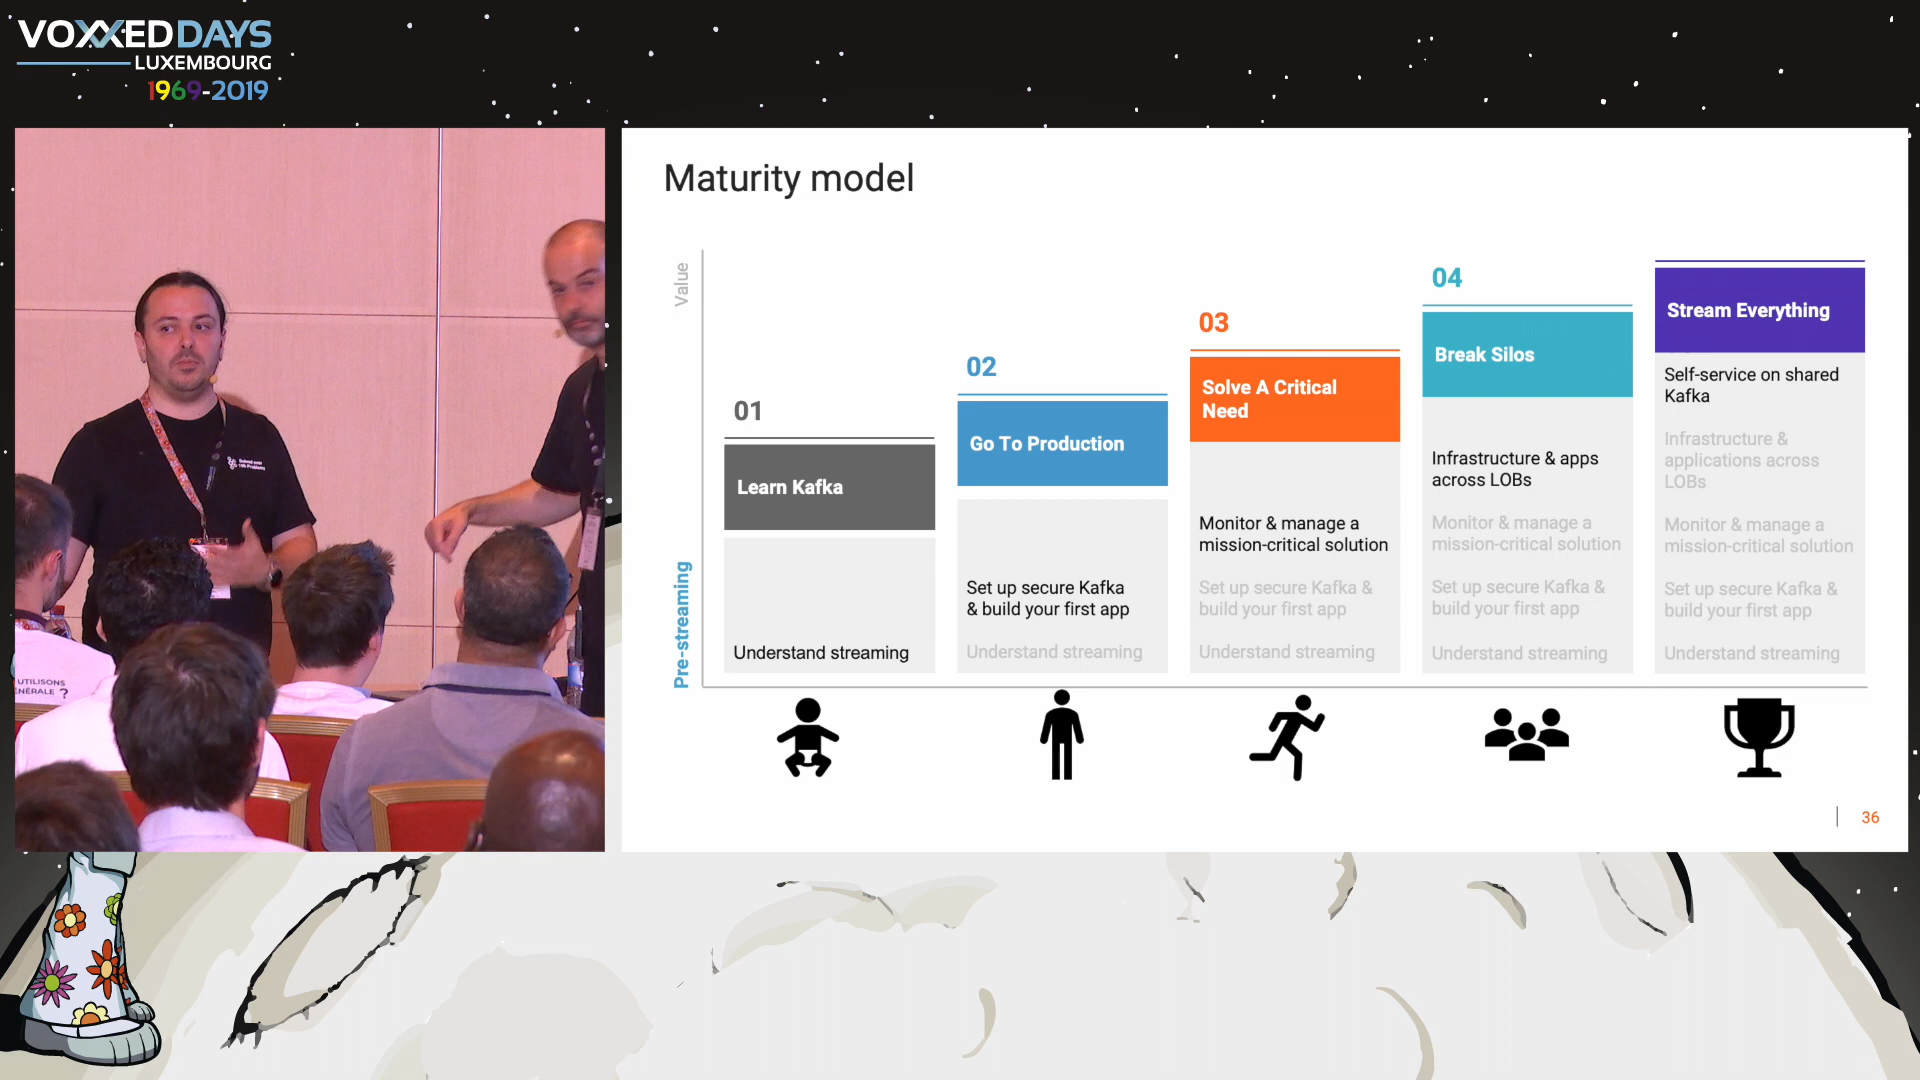 VOXXEDDAYS
LUXEMBOURG
1969-2019
Maturity model
Value
Pre-streaming
01
Learn Kafka
Understand streaming
02
Go To Production
Set up secure Kafka
& build your first app
Understand streaming
03
Solve A Critical
Need
Monitor & manage a
mission-critical solution
Set up secure Kafka &
build your first app
Understand streaming
04
Break Silos
Infrastructure & apps
across LOBs
Monitor & manage a
mission-critical solution
Set up secure Kafka &
build your first app
Understand streaming
Stream Everything
Self-service on shared
Kafka
Infrastructure &
applications across
LOBs
Monitor & manage a
mission-critical solution
Set up secure Kafka &
build your first app
Understand streaming
36
UTILISONS
ÉNÉRALE ?